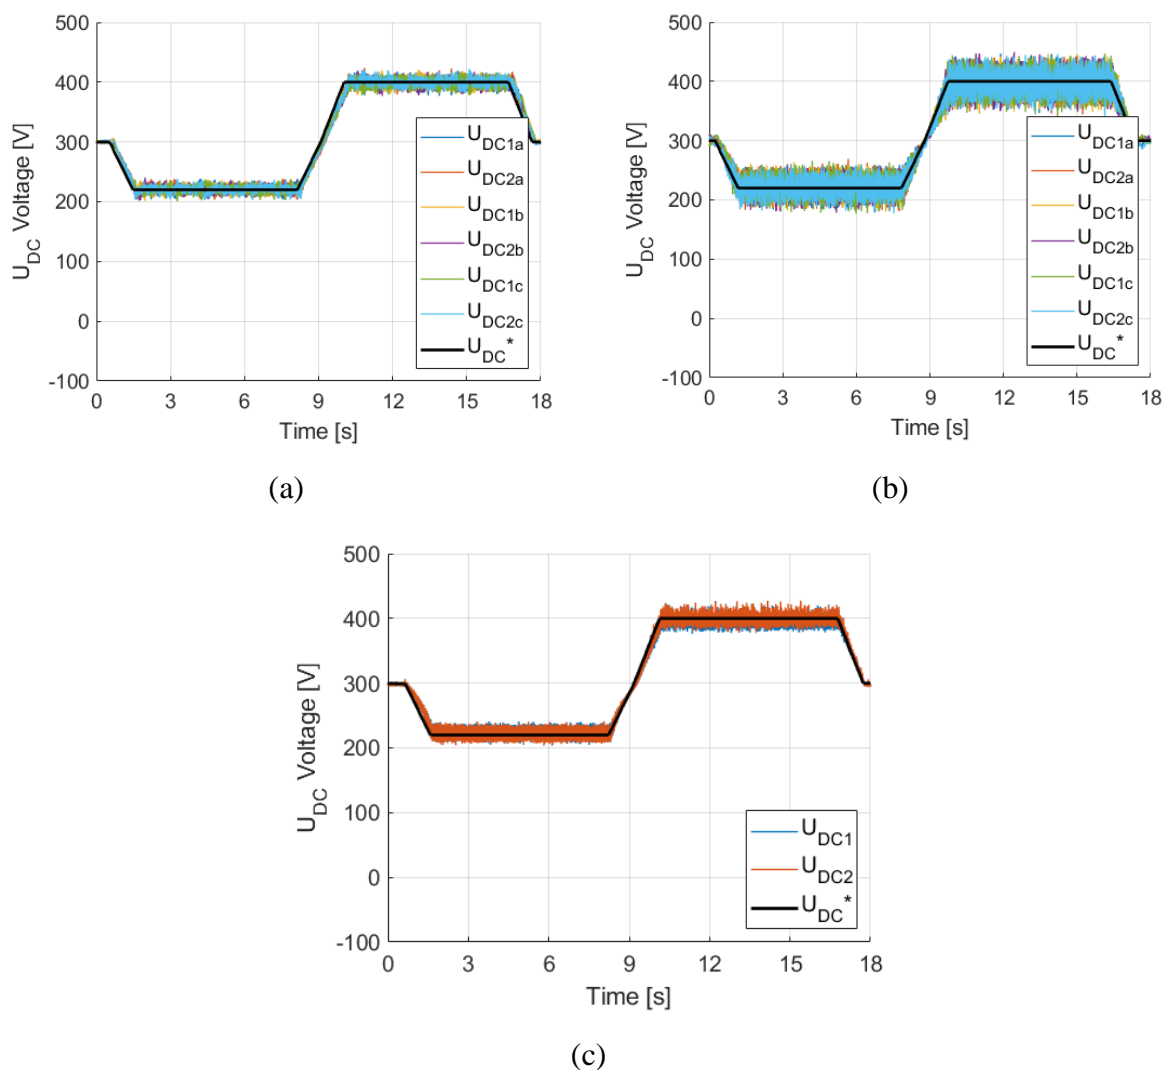 500
400
300
200
100
0
-100
0 3 6 9 12 15 18
U_DC Voltage [V]
Time [s]
U_DC1a
U_DC2a
U_DC1b
U_DC2b
U_DC1c
U_DC2c
U_DC*
(a)
500
400
300
200
100
0
-100
0 3 6 9 12 15 18
U_DC Voltage [V]
Time [s]
U_DC1a
U_DC2a
U_DC1b
U_DC2b
U_DC1c
U_DC2c
U_DC*
(b)
500
400
300
200
100
0
-100
0 3 6 9 12 15 18
U_DC Voltage [V]
Time [s]
U_DC1
U_DC2
U_DC*
(c)